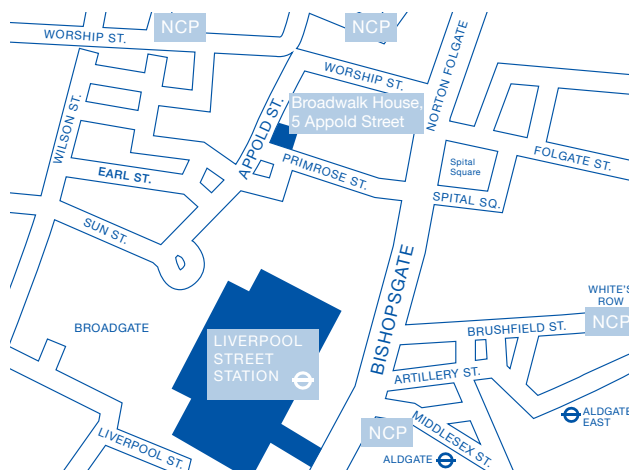 NCP
NCP
WORSHIP ST.
WORSHIP ST.
NORTON FOLGATE
Broadwalk House,
5 Appold Street
APPOLD ST.
WILSON ST.
EARL ST.
PRIMROSE ST.
Spital
Square
FOLGATE ST.
SPITAL SQ.
SUN ST.
BISHOPSGATE
WHITE'S
ROW
NCP
BROADGATE
BRUSHFIELD ST.
LIVERPOOL
STREET
STATION
ARTILLERY ST.
ALDGATE
EAST
NCP
MIDDLESEX ST.
LIVERPOOL ST.
ALDGATE